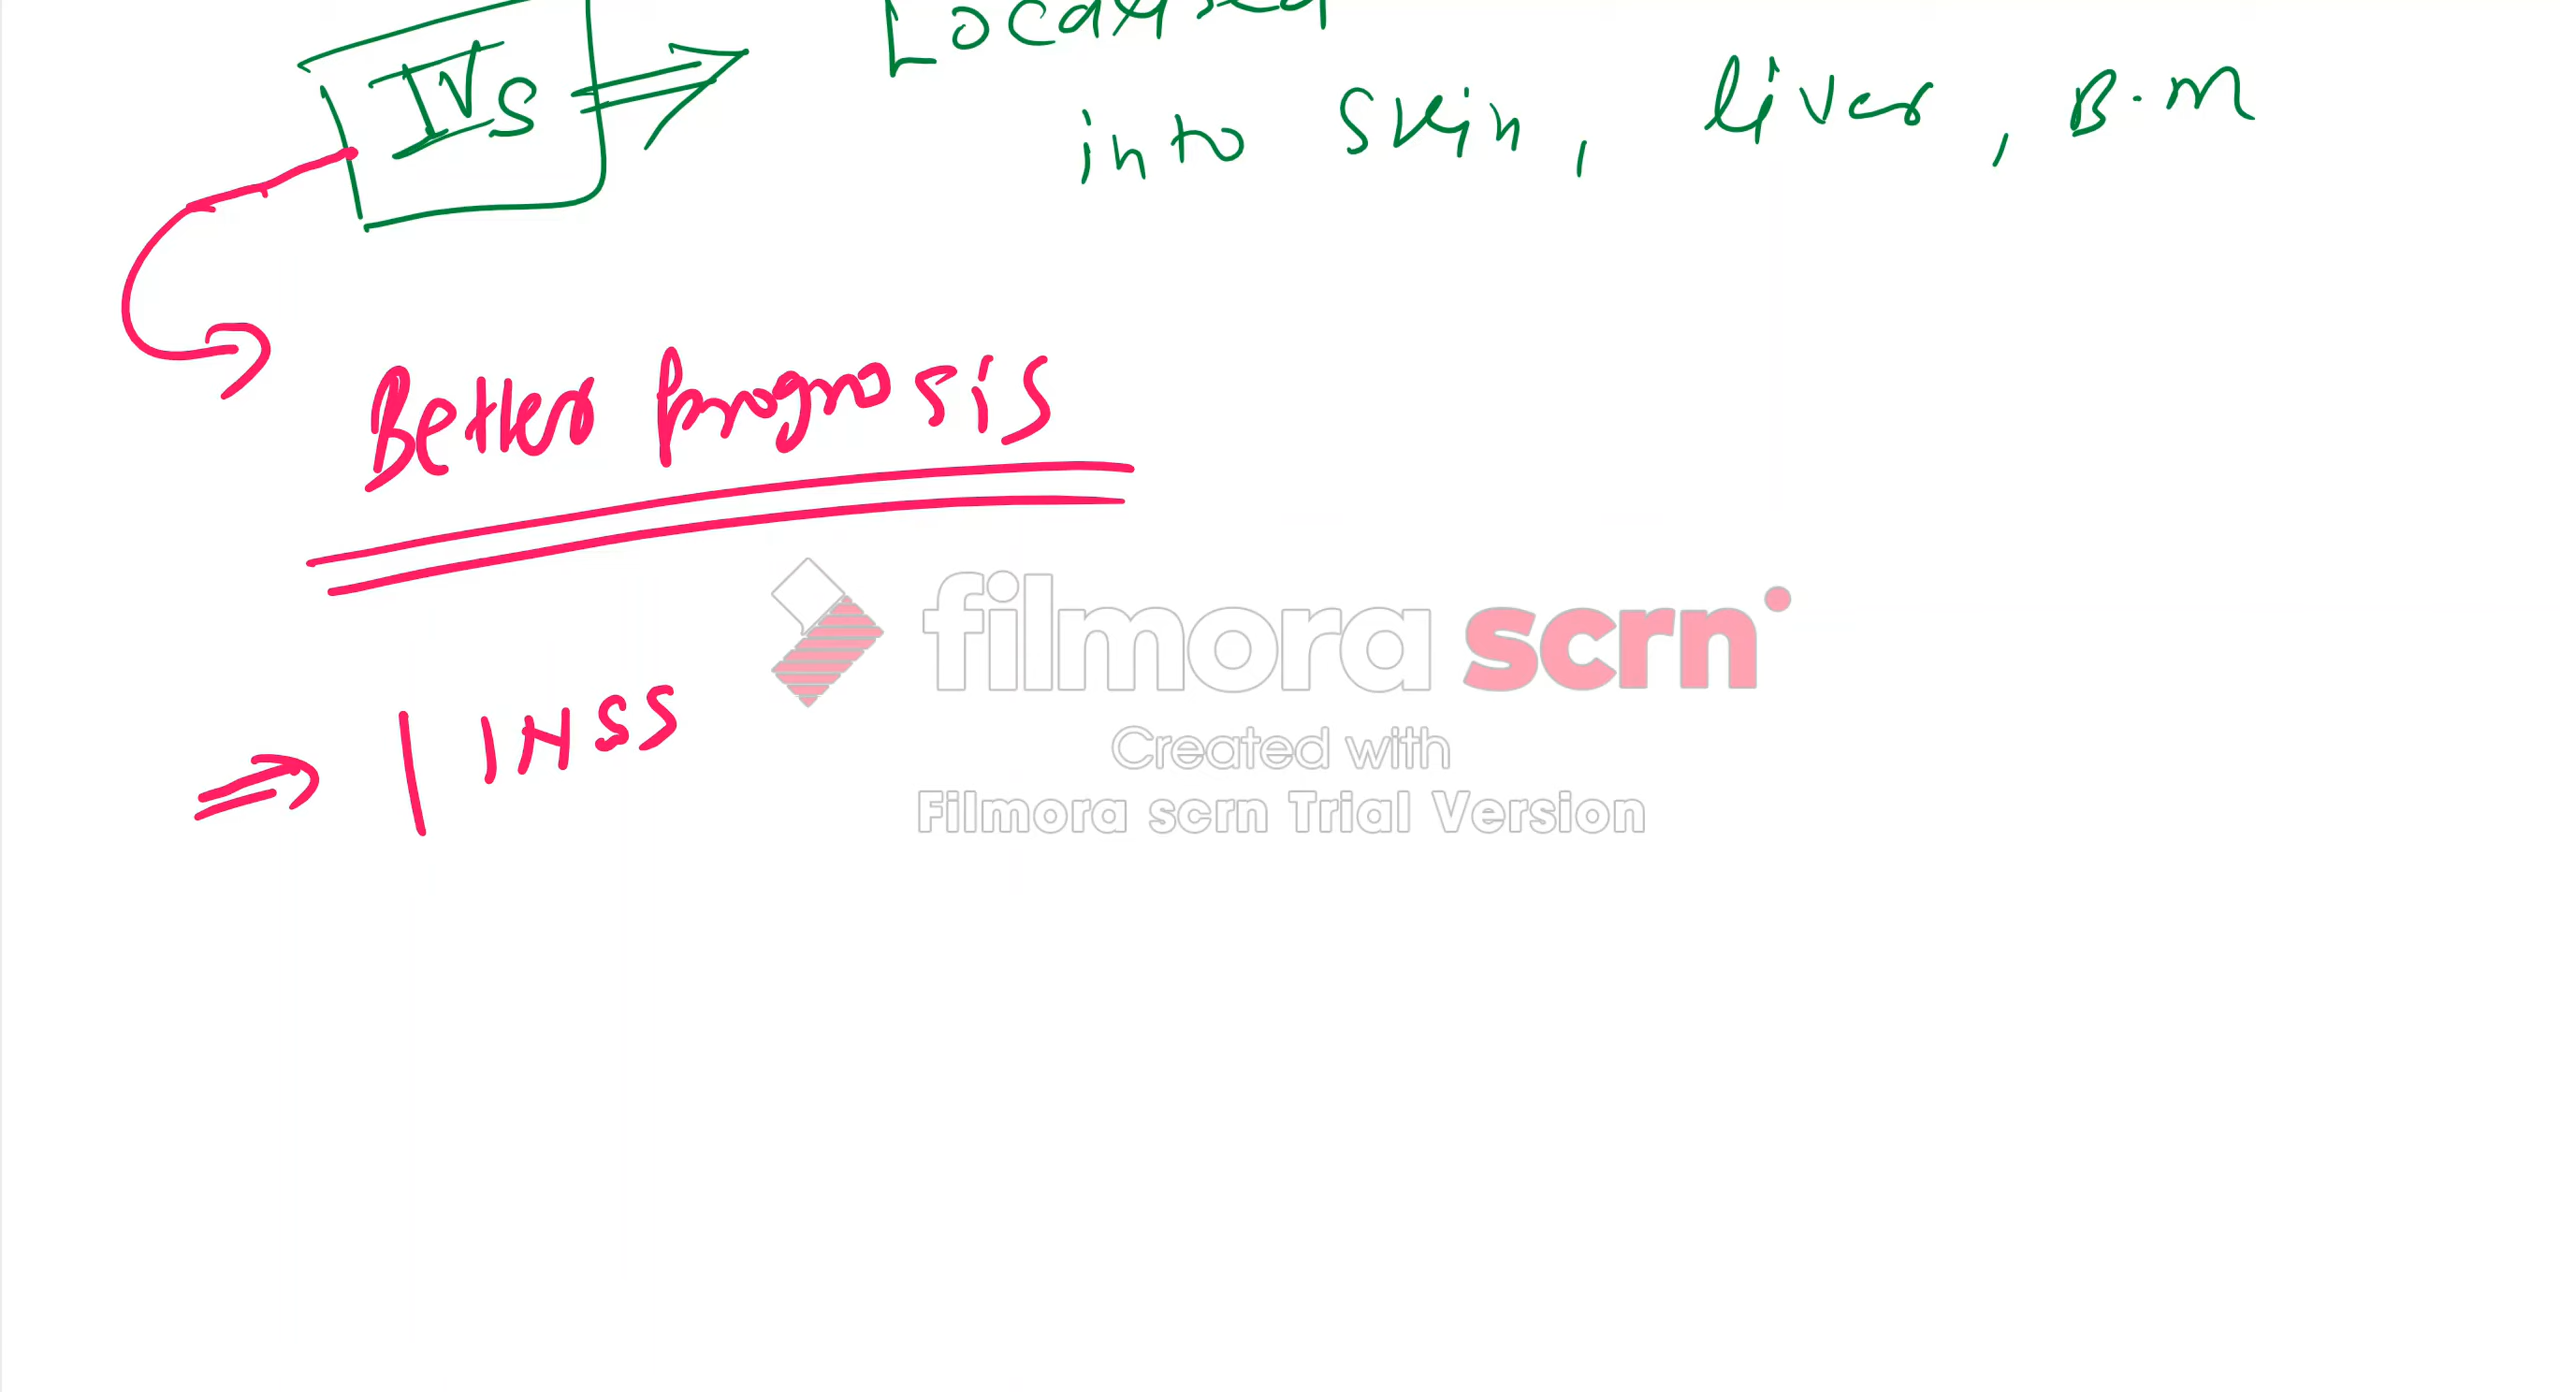 Localised
IVS
into skin, liver, B.M
Better Prognosis
INSS
filmora scrn
Created with
Filmora scrn Trial Version